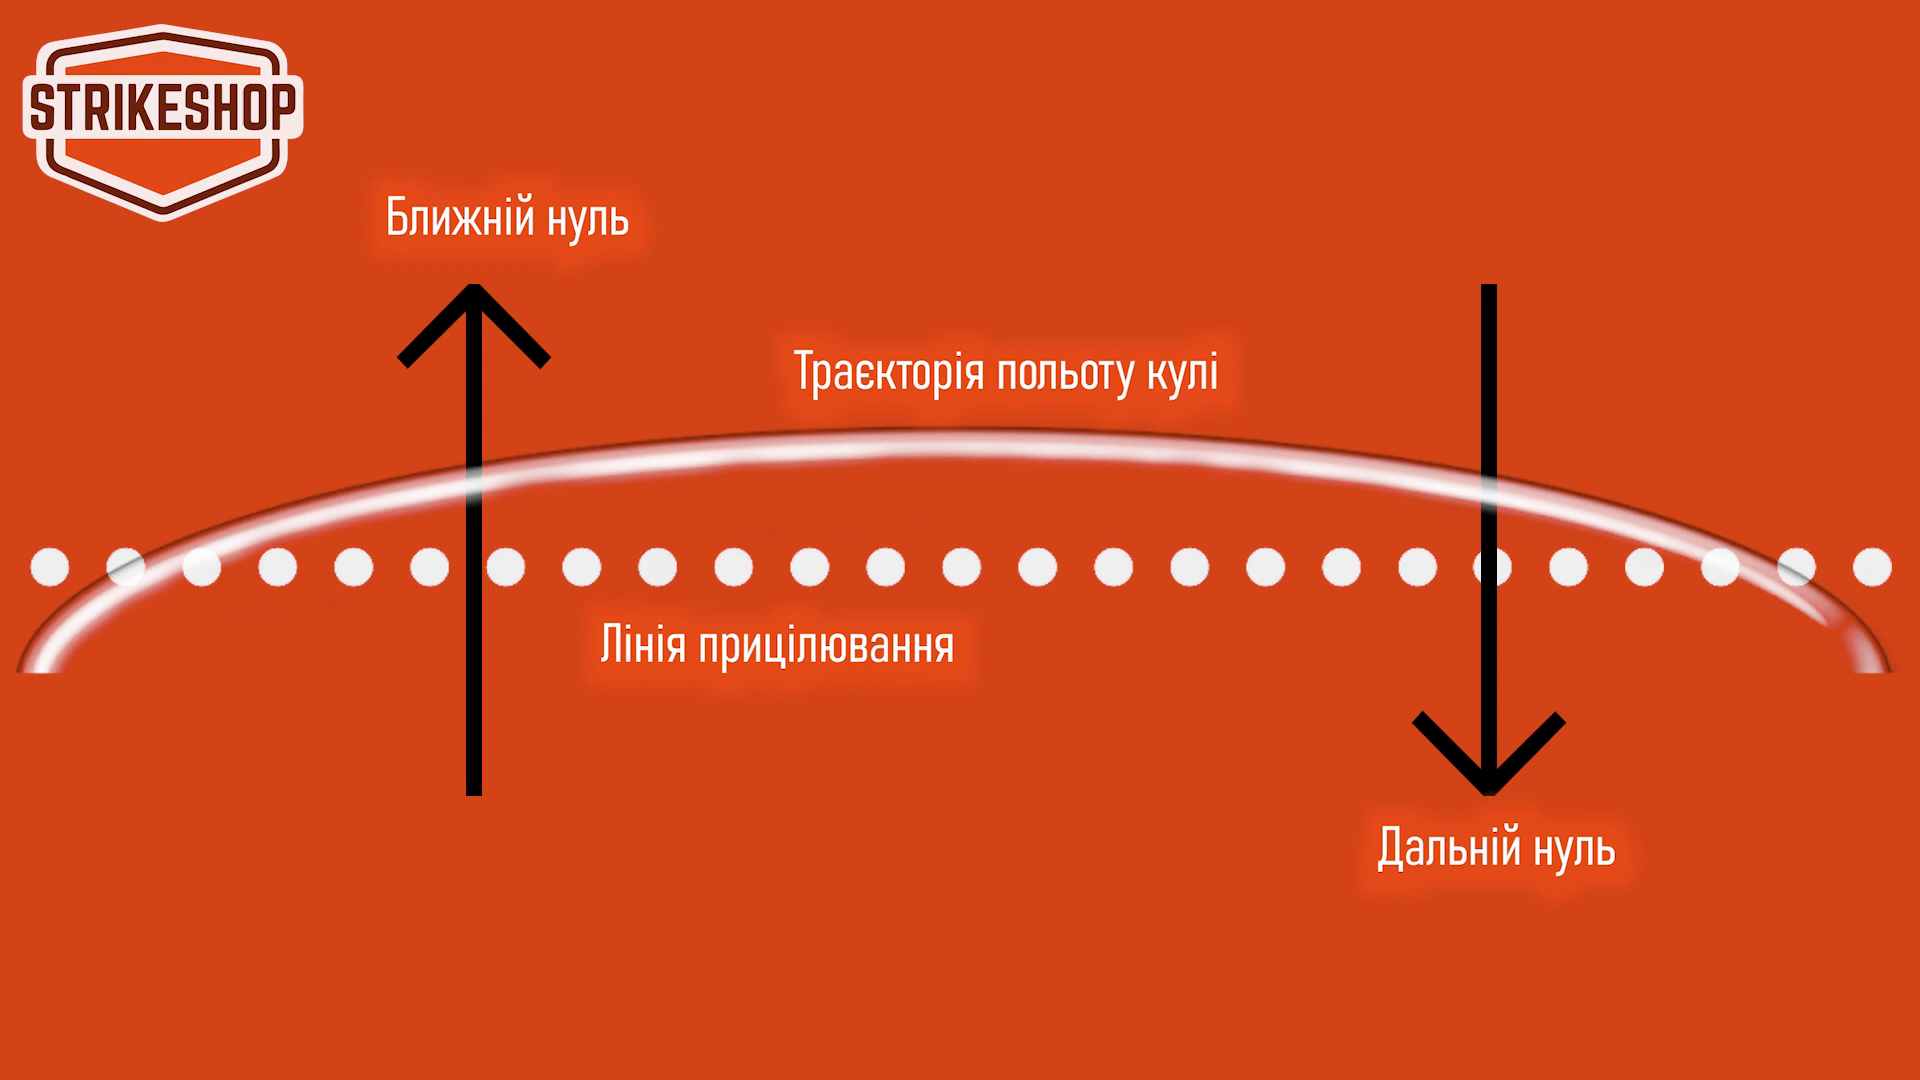 STRIKESHOP
Ближній нуль
Траєкторія польоту кулі
Лінія прицілювання
Дальній нуль